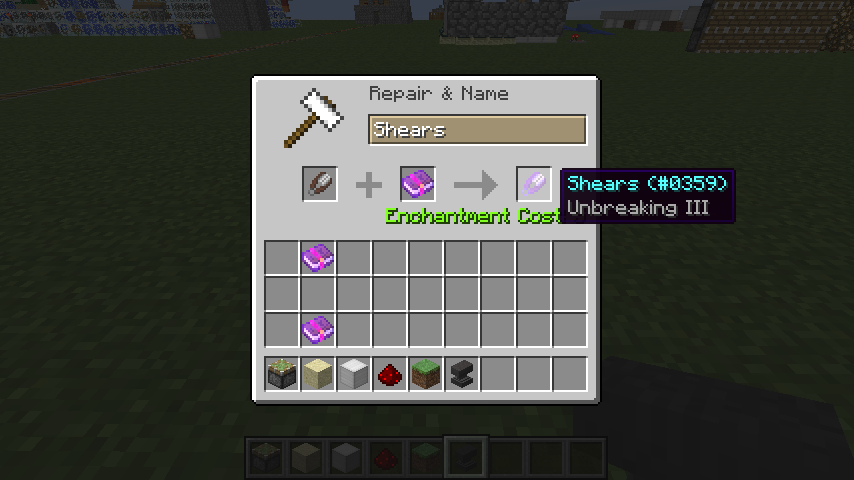 Repair & Name
Shears
Shears (#0359)
Unbreaking III
Enchantment Cost